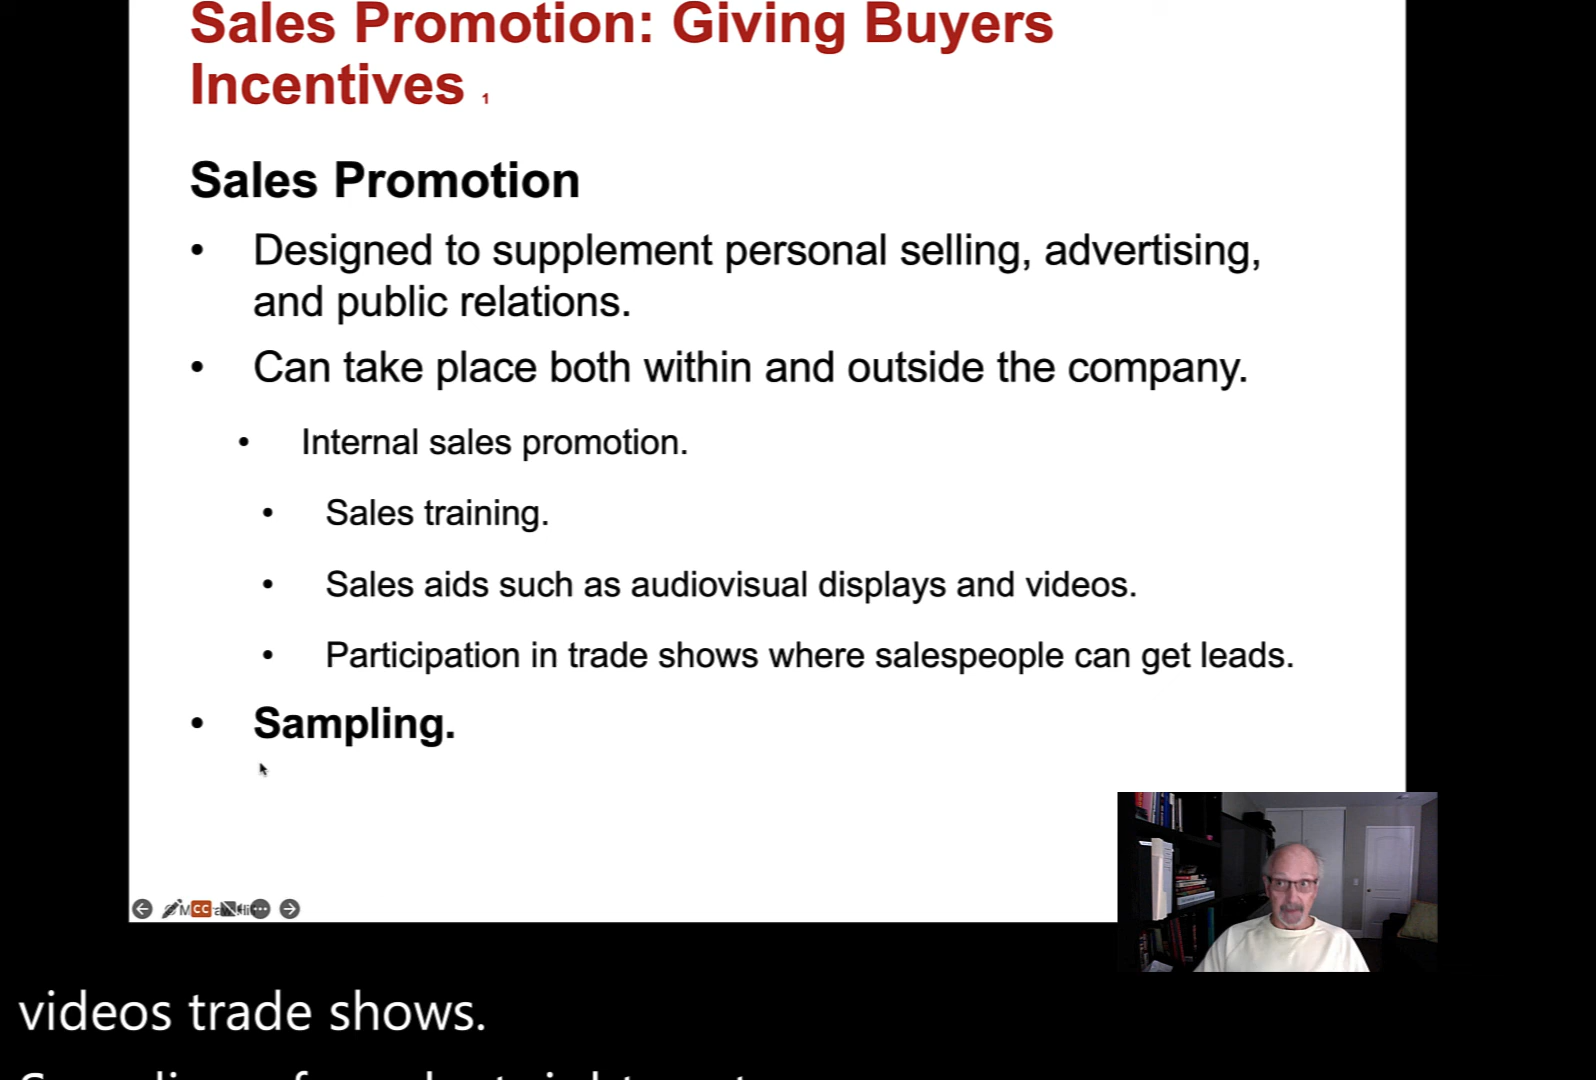 Sales Promotion: Giving Buyers
Incentives 1
Sales Promotion
• Designed to supplement personal selling, advertising,
and public relations.
• Can take place both within and outside the company.
• Internal sales promotion.
• Sales training.
• Sales aids such as audiovisual displays and videos.
• Participation in trade shows where salespeople can get leads.
• Sampling.
CC
videos trade shows.